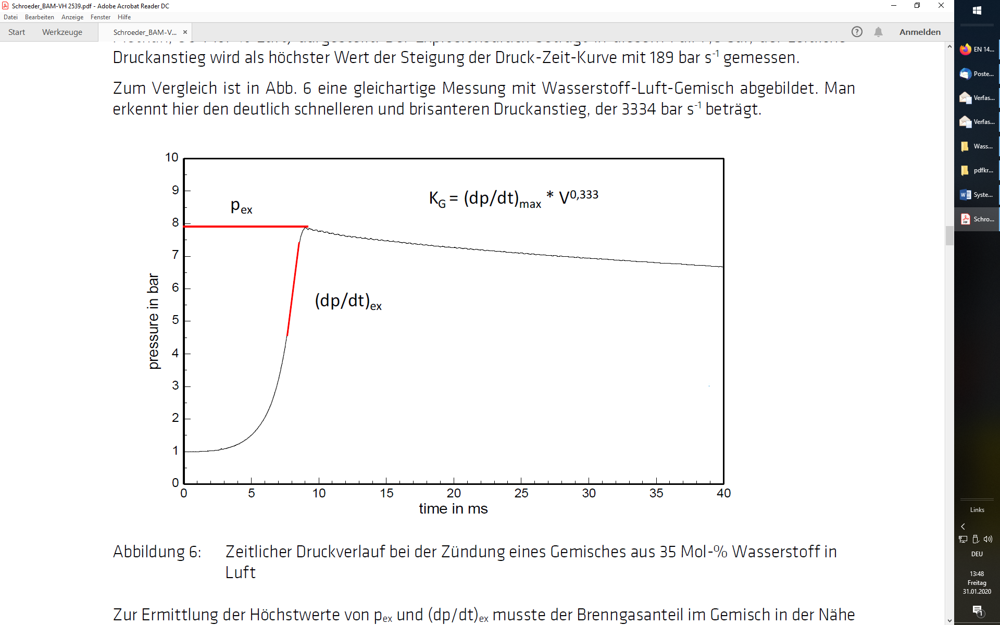 Schroeder_BAM-VH 2539.pdf - Adobe Acrobat Reader DC
Datei Bearbeiten Anzeige Fenster Hilfe
Start Werkzeuge Schroeder_BAM-V... × Anmelden
Druckanstieg wird als höchster Wert der Steigung der Druck-Zeit-Kurve mit 189 bar s-1 gemessen.
Zum Vergleich ist in Abb. 6 eine gleichartige Messung mit Wasserstoff-Luft-Gemisch abgebildet. Man
erkennt hier den deutlich schnelleren und brisanteren Druckanstieg, der 3334 bar s-1 beträgt.
10
9
8
7
6
5
4
3
2
1
0
pressure in bar
pex
KG = (dp/dt)max * V0,333
(dp/dt)ex
0 5 10 15 20 25 30 35 40
time in ms
Abbildung 6: Zeitlicher Druckverlauf bei der Zündung eines Gemisches aus 35 Mol-% Wasserstoff in
Luft
Zur Ermittlung der Höchstwerte von pex und (dp/dt)ex musste der Brenngasanteil im Gemisch in der Nähe
EN 14...
Poste...
Verfas...
Verfas...
Wass...
pdfkr...
Syste...
Schro...
Links
DEU
13:48
Freitag
31.01.2020
1